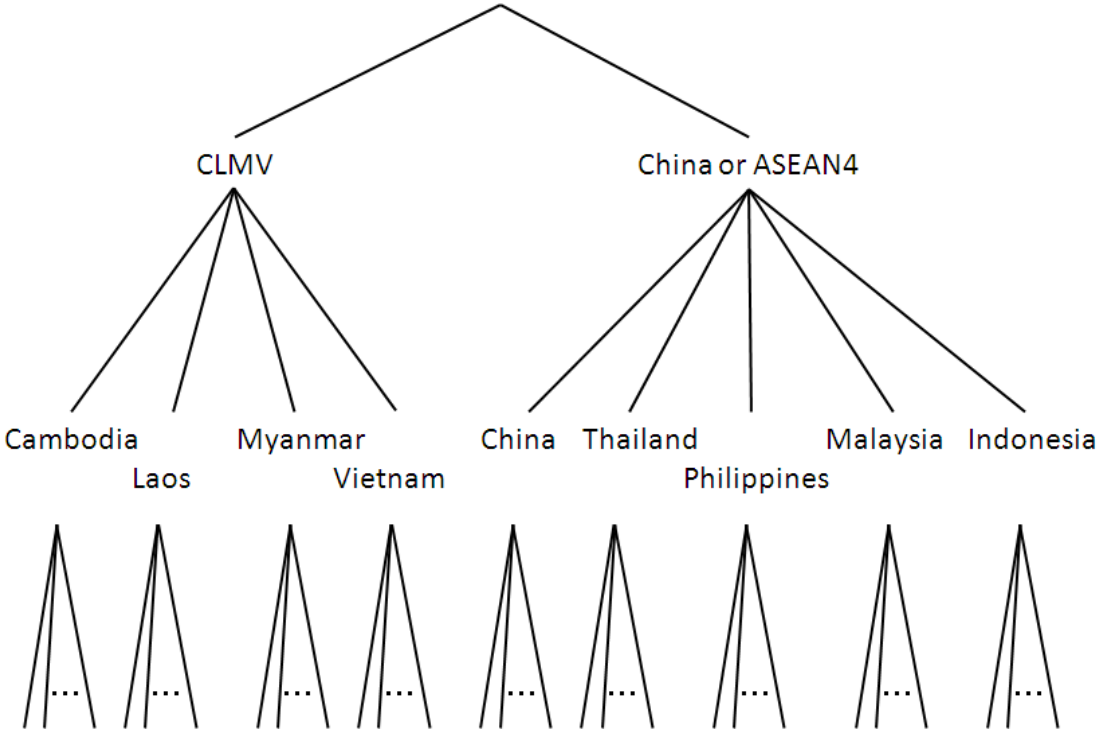 CLMV
China or ASEAN4
Cambodia
Laos
Myanmar
Vietnam
China
Thailand
Philippines
Malaysia
Indonesia
... ... ... ... ... ... ... ... ...